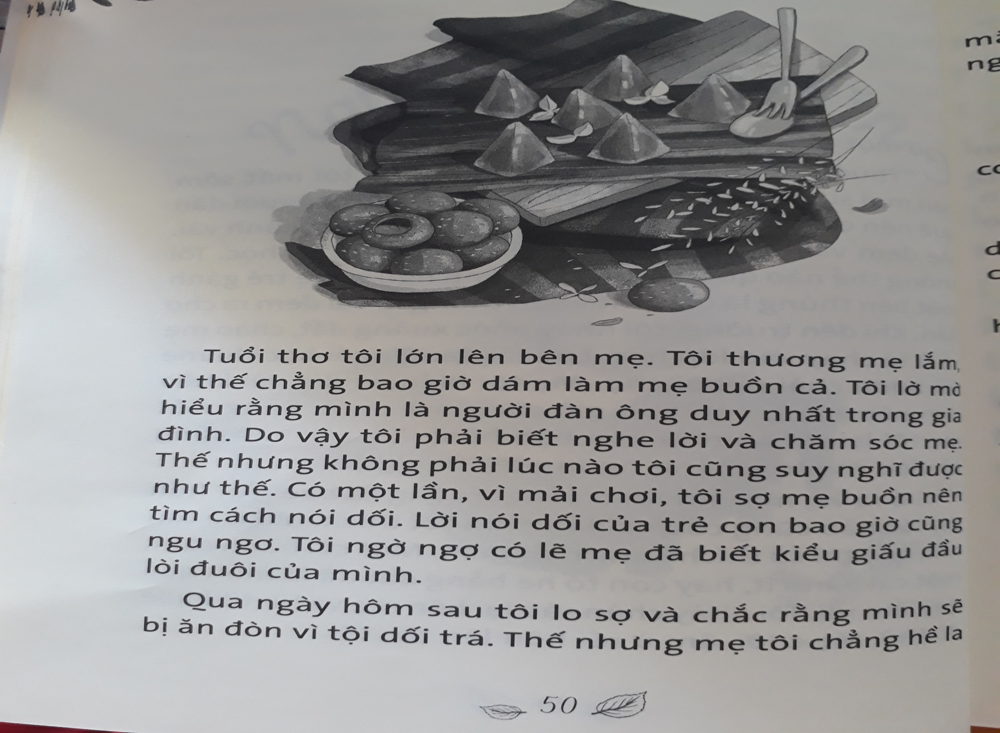 Tuổi thơ tôi lớn lên bên mẹ. Tôi thương mẹ lắm,
vì thế chẳng bao giờ dám làm mẹ buồn cả. Tôi lờ mờ
hiểu rằng mình là người đàn ông duy nhất trong gia
đình. Do vậy tôi phải biết nghe lời và chăm sóc mẹ.
Thế nhưng không phải lúc nào tôi cũng suy nghĩ được
như thế. Có một lần, vì mải chơi, tôi sợ mẹ buồn nên
tìm cách nói dối. Lời nói dối của trẻ con bao giờ cũng
ngu ngơ. Tôi ngờ ngợ có lẽ mẹ đã biết kiểu giấu đầu
lòi đuôi của mình.
Qua ngày hôm sau tôi lo sợ và chắc rằng mình sẽ
bị ăn đòn vì tội dối trá. Thế nhưng mẹ tôi chẳng hề la
50